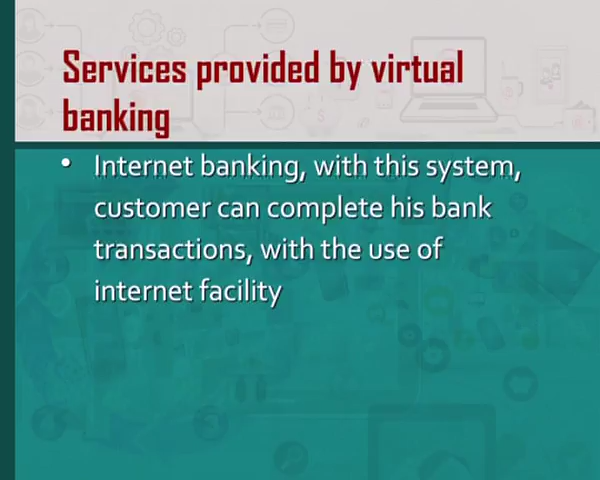 Services provided by virtual
banking
• Internet banking, with this system,
customer can complete his bank
transactions, with the use of
internet facility